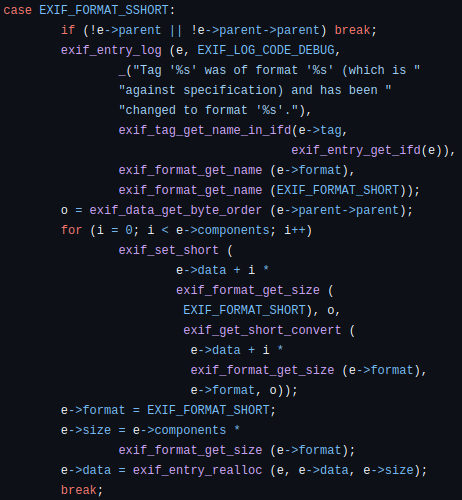 case EXIF_FORMAT_SSHORT:
if (!e->parent || !e->parent->parent) break;
exif_entry_log (e, EXIF_LOG_CODE_DEBUG,
_("Tag '%s' was of format '%s' (which is "
"against specification) and has been "
"changed to format '%s'."),
exif_tag_get_name_in_ifd(e->tag,
exif_entry_get_ifd(e)),
exif_format_get_name (e->format),
exif_format_get_name (EXIF_FORMAT_SHORT));
o = exif_data_get_byte_order (e->parent->parent);
for (i = 0; i < e->components; i++)
exif_set_short (
e->data + i *
exif_format_get_size (
EXIF_FORMAT_SHORT), o,
exif_get_short_convert (
e->data + i *
exif_format_get_size (e->format),
e->format, o));
e->format = EXIF_FORMAT_SHORT;
e->size = e->components *
exif_format_get_size (e->format);
e->data = exif_entry_realloc (e, e->data, e->size);
break;